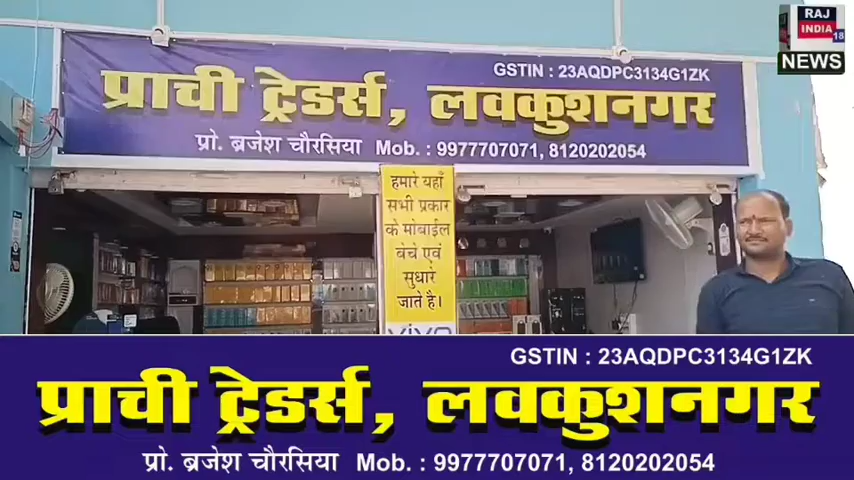 RAJ
INDIA 18
NEWS
GSTIN : 23AQDPC3134G1ZK
प्राची ट्रेडर्स, लवकुशनगर
प्रो. ब्रजेश चौरसिया Mob. : 9977707071, 8120202054
हमारे यहाँ
सभी प्रकार
के मोबाईल
बेचे एवं
सुधारे
जाते है।
vivo
GSTIN : 23AQDPC3134G1ZK
प्राची ट्रेडर्स, लवकुशनगर
प्रो. ब्रजेश चौरसिया Mob. : 9977707071, 8120202054